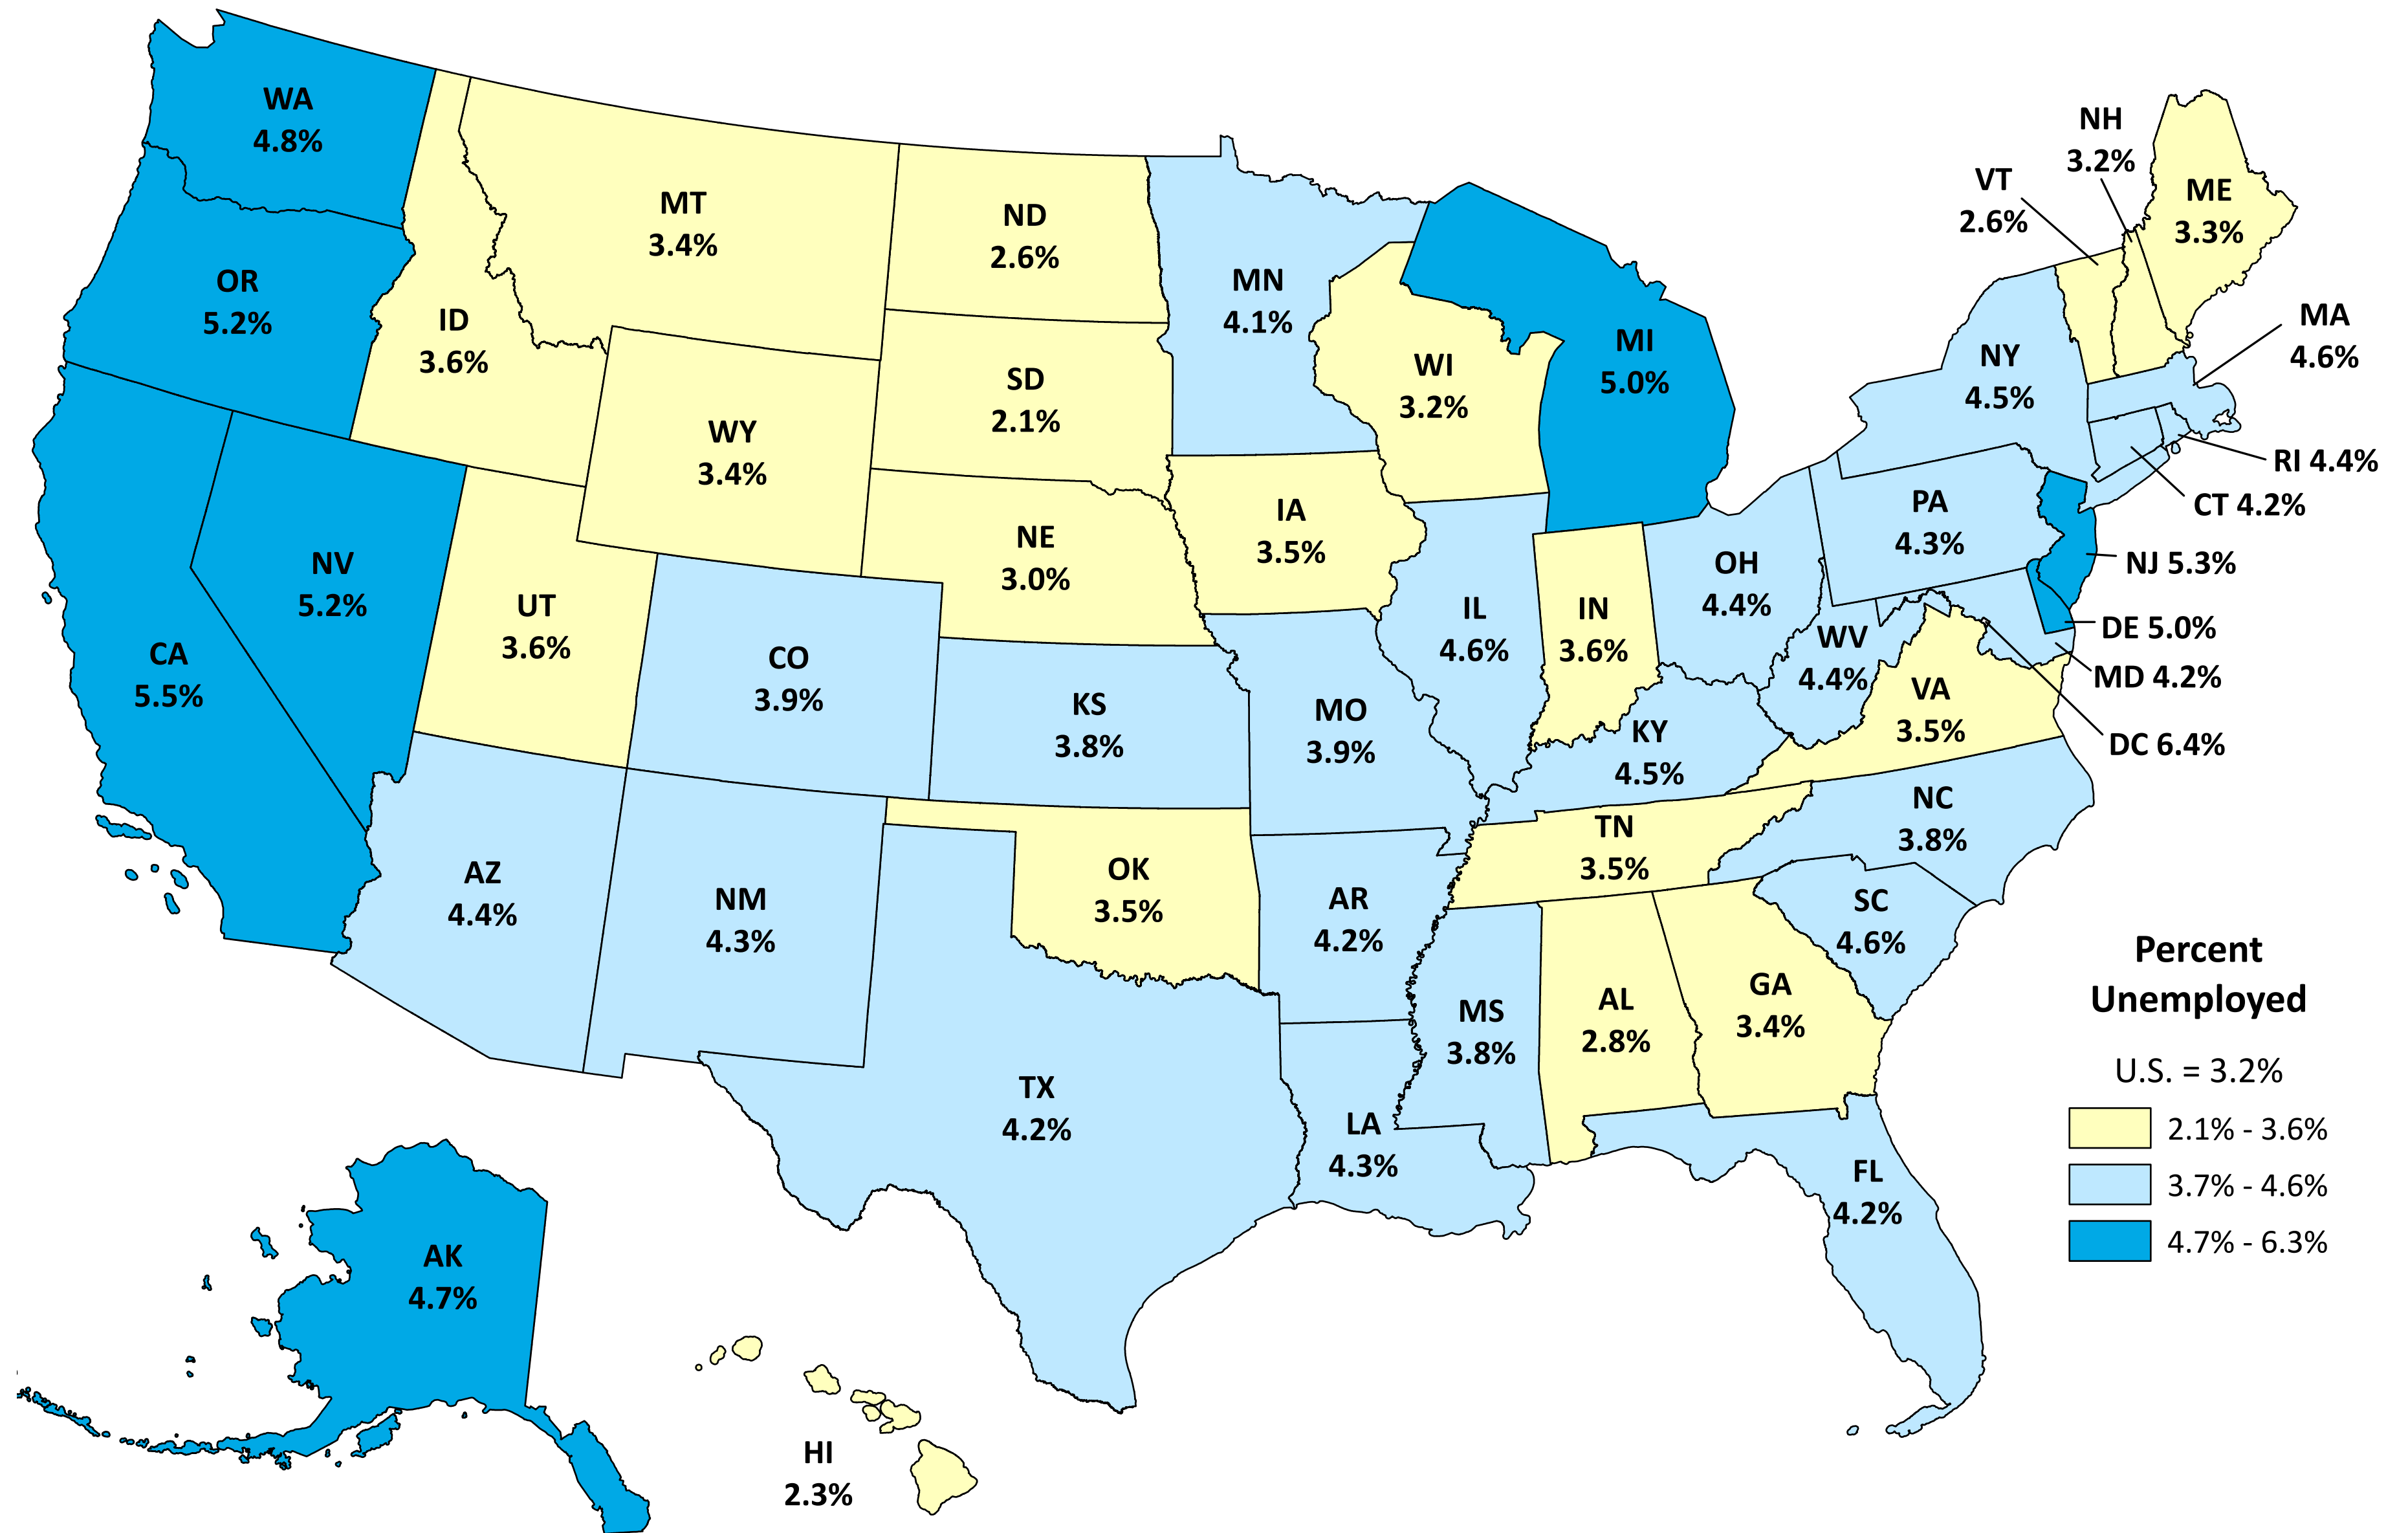 WA
4.8%
OR
5.2%
CA
5.5%
NV
5.2%
ID
3.6%
MT
3.4%
WY
3.4%
UT
3.6%
CO
3.9%
AZ
4.4%
NM
4.3%
ND
2.6%
SD
2.1%
NE
3.0%
KS
3.8%
OK
3.5%
TX
4.2%
MN
4.1%
IA
3.5%
MO
3.9%
AR
4.2%
LA
4.3%
WI
3.2%
IL
4.6%
MI
5.0%
IN
3.6%
OH
4.4%
KY
4.5%
TN
3.5%
MS
3.8%
AL
2.8%
GA
3.4%
FL
4.2%
SC
4.6%
NC
3.8%
VA
3.5%
WV
4.4%
PA
4.3%
NY
4.5%
VT
2.6%
NH
3.2%
ME
3.3%
MA
4.6%
RI 4.4%
CT 4.2%
NJ 5.3%
DE 5.0%
MD 4.2%
DC 6.4%
AK
4.7%
HI
2.3%
Percent
Unemployed
U.S. = 3.2%
2.1% - 3.6%
3.7% - 4.6%
4.7% - 6.3%